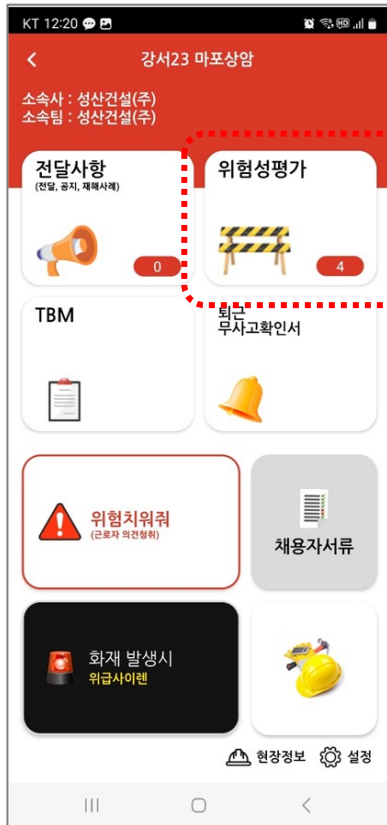 KT 12:20
강서23 마포상암
소속사 : 성산건설(주)
소속팀 : 성산건설(주)
전달사항
(전달, 공지, 재해사례)
0
위험성평가
4
TBM
퇴근
무사고확인서
위험치워줘
(근로자 의견청취)
채용자서류
화재 발생시
위급사이렌
현장정보
설정